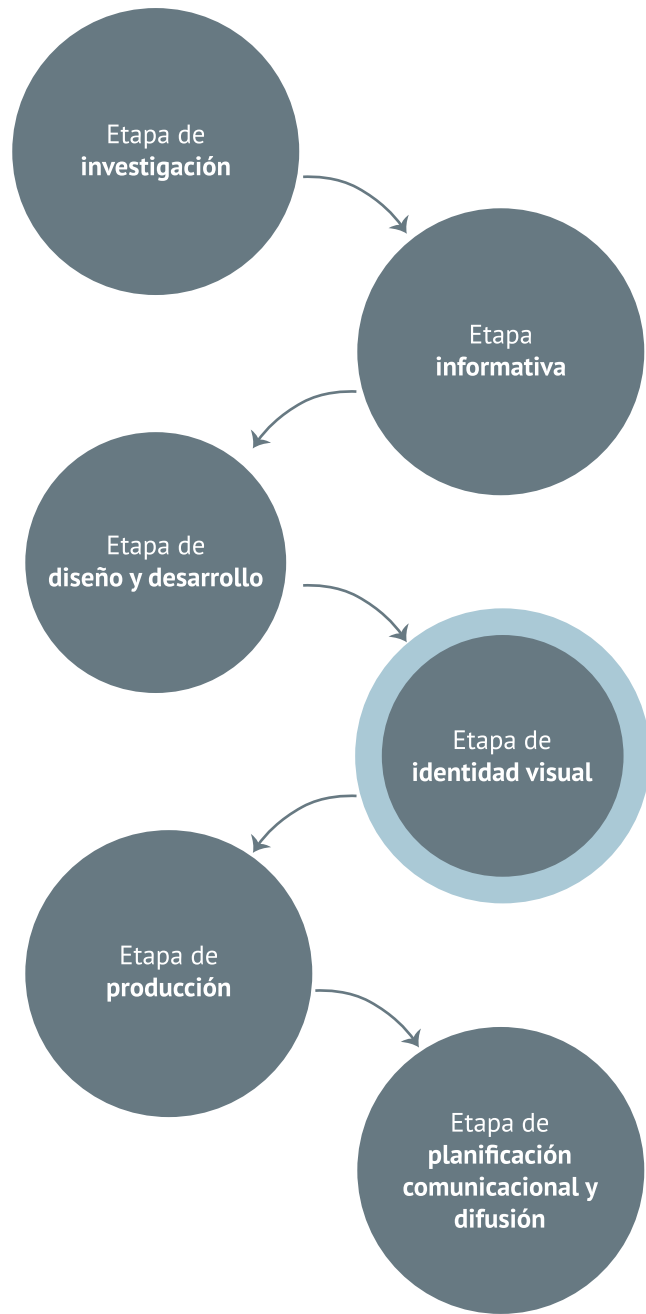 Etapa de
investigación
Etapa
informativa
Etapa de
diseño y desarrollo
Etapa de
identidad visual
Etapa de
producción
Etapa de
planificación
comunicacional y
difusión